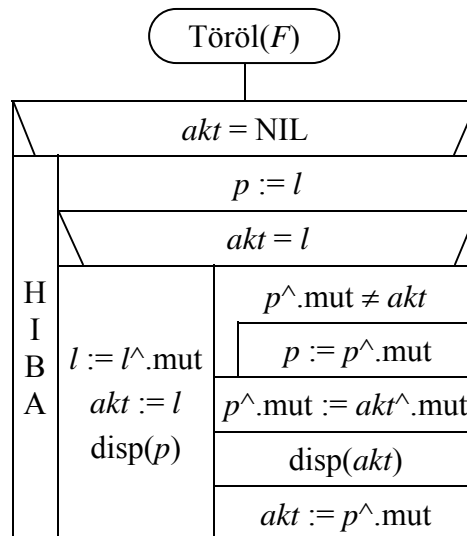 Töröl(F)
akt = NIL
p := l
akt = l
H
I
B
A
l := l^.mut
akt := l
disp(p)
p^.mut ≠ akt
p := p^.mut
p^.mut := akt^.mut
disp(akt)
akt := p^.mut